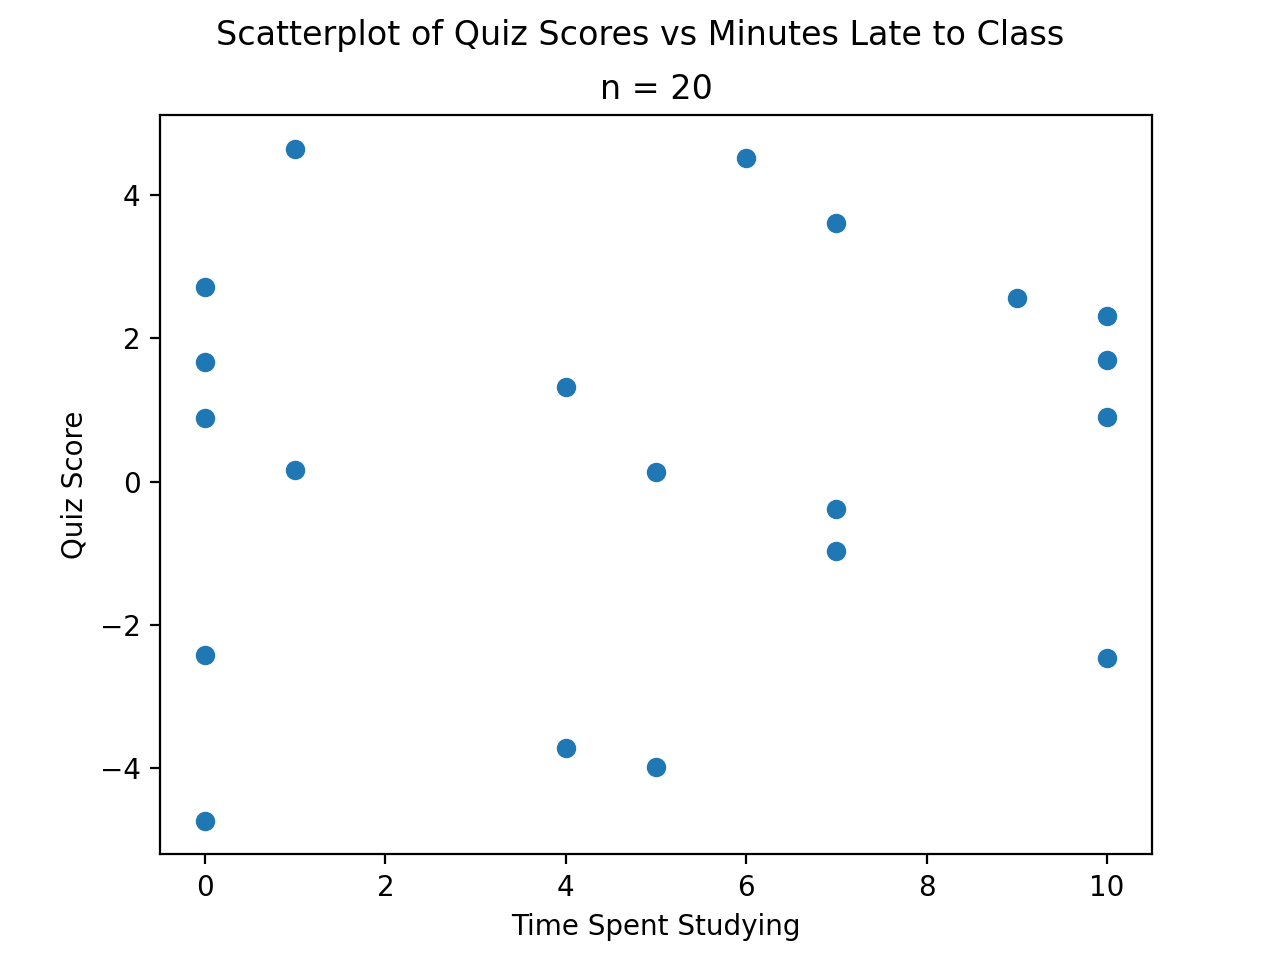 Scatterplot of Quiz Scores vs Minutes Late to Class
n = 20
4
2
0
−2
−4
Quiz Score
0 2 4 6 8 10
Time Spent Studying